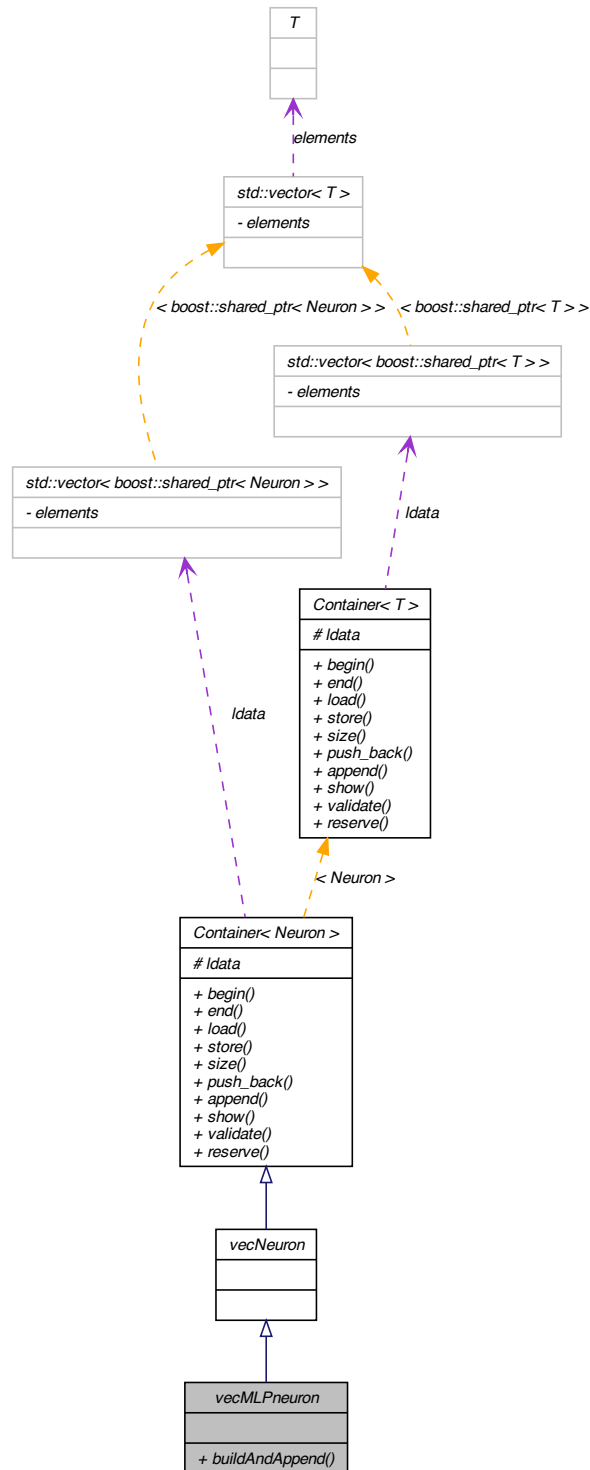 T
elements
std::vector< T >
- elements
< boost::shared_ptr< Neuron > >
< boost::shared_ptr< T > >
std::vector< boost::shared_ptr< T > >
- elements
std::vector< boost::shared_ptr< Neuron > >
- elements
ldata
Container< T >
# ldata
+ begin()
+ end()
+ load()
+ store()
+ size()
+ push_back()
+ append()
+ show()
+ validate()
+ reserve()
ldata
< Neuron >
Container< Neuron >
# ldata
+ begin()
+ end()
+ load()
+ store()
+ size()
+ push_back()
+ append()
+ show()
+ validate()
+ reserve()
vecNeuron
vecMLPneuron
+ buildAndAppend()